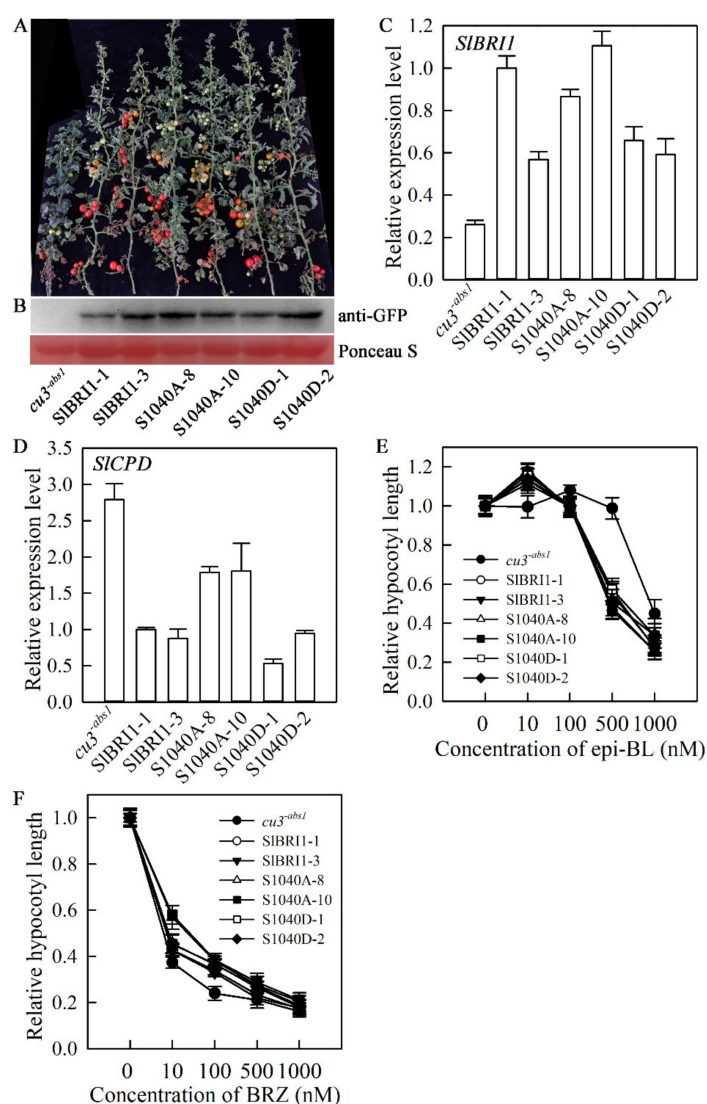 A
B
anti-GFP
Ponceau S
cu3-abs1
SlBRI1-1
SlBRI1-3
S1040A-8
S1040A-10
S1040D-1
S1040D-2
C
SlBRI1
Relative expression level
1.2
1.0
0.8
0.6
0.4
0.2
0.0
cu3-abs1
SlBRI1-1
SlBRI1-3
S1040A-8
S1040A-10
S1040D-1
S1040D-2
D
SlCPD
Relative expression level
3.5
3.0
2.5
2.0
1.5
1.0
0.5
0.0
cu3-abs1
SlBRI1-1
SlBRI1-3
S1040A-8
S1040A-10
S1040D-1
S1040D-2
E
Relative hypocotyl length
1.2
1.0
0.8
0.6
0.4
0.2
0.0
cu3-abs1
SlBRI1-1
SlBRI1-3
S1040A-8
S1040A-10
S1040D-1
S1040D-2
0 10 100 500 1000
Concentration of epi-BL (nM)
F
Relative hypocotyl length
1.0
0.8
0.6
0.4
0.2
0.0
cu3-abs1
SlBRI1-1
SlBRI1-3
S1040A-8
S1040A-10
S1040D-1
S1040D-2
0 10 100 500 1000
Concentration of BRZ (nM)